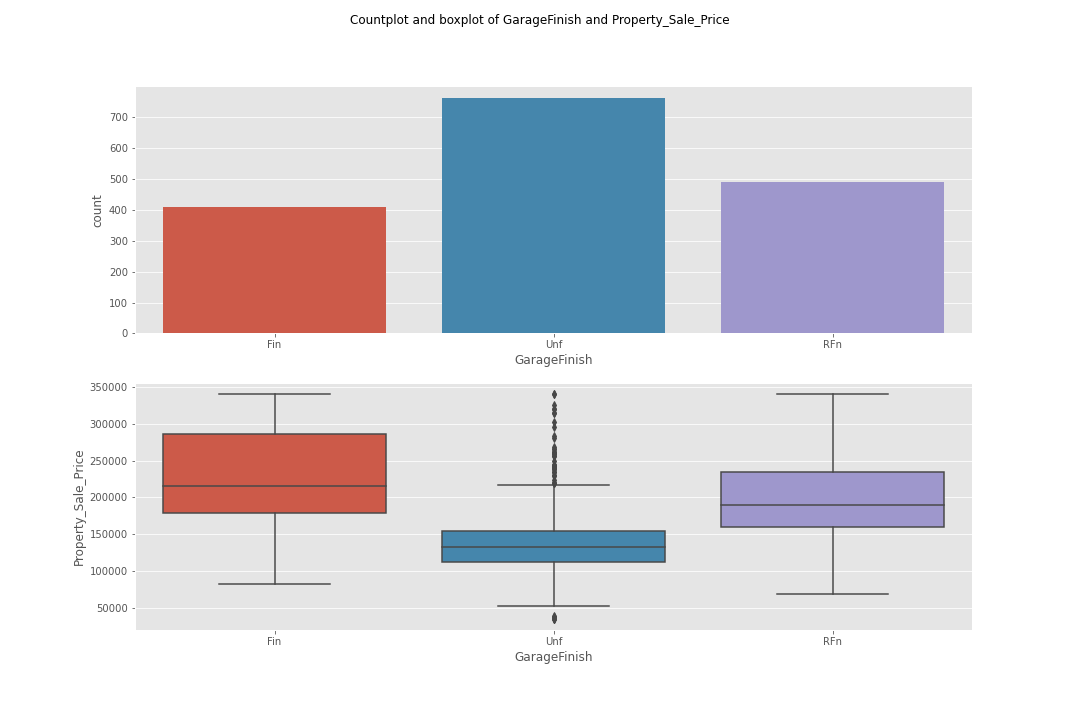 Countplot and boxplot of GarageFinish and Property_Sale_Price
700
600
500
400
300
200
100
0
count
Fin Unf RFn
GarageFinish
350000
300000
250000
200000
150000
100000
50000
Property_Sale_Price
Fin Unf RFn
GarageFinish